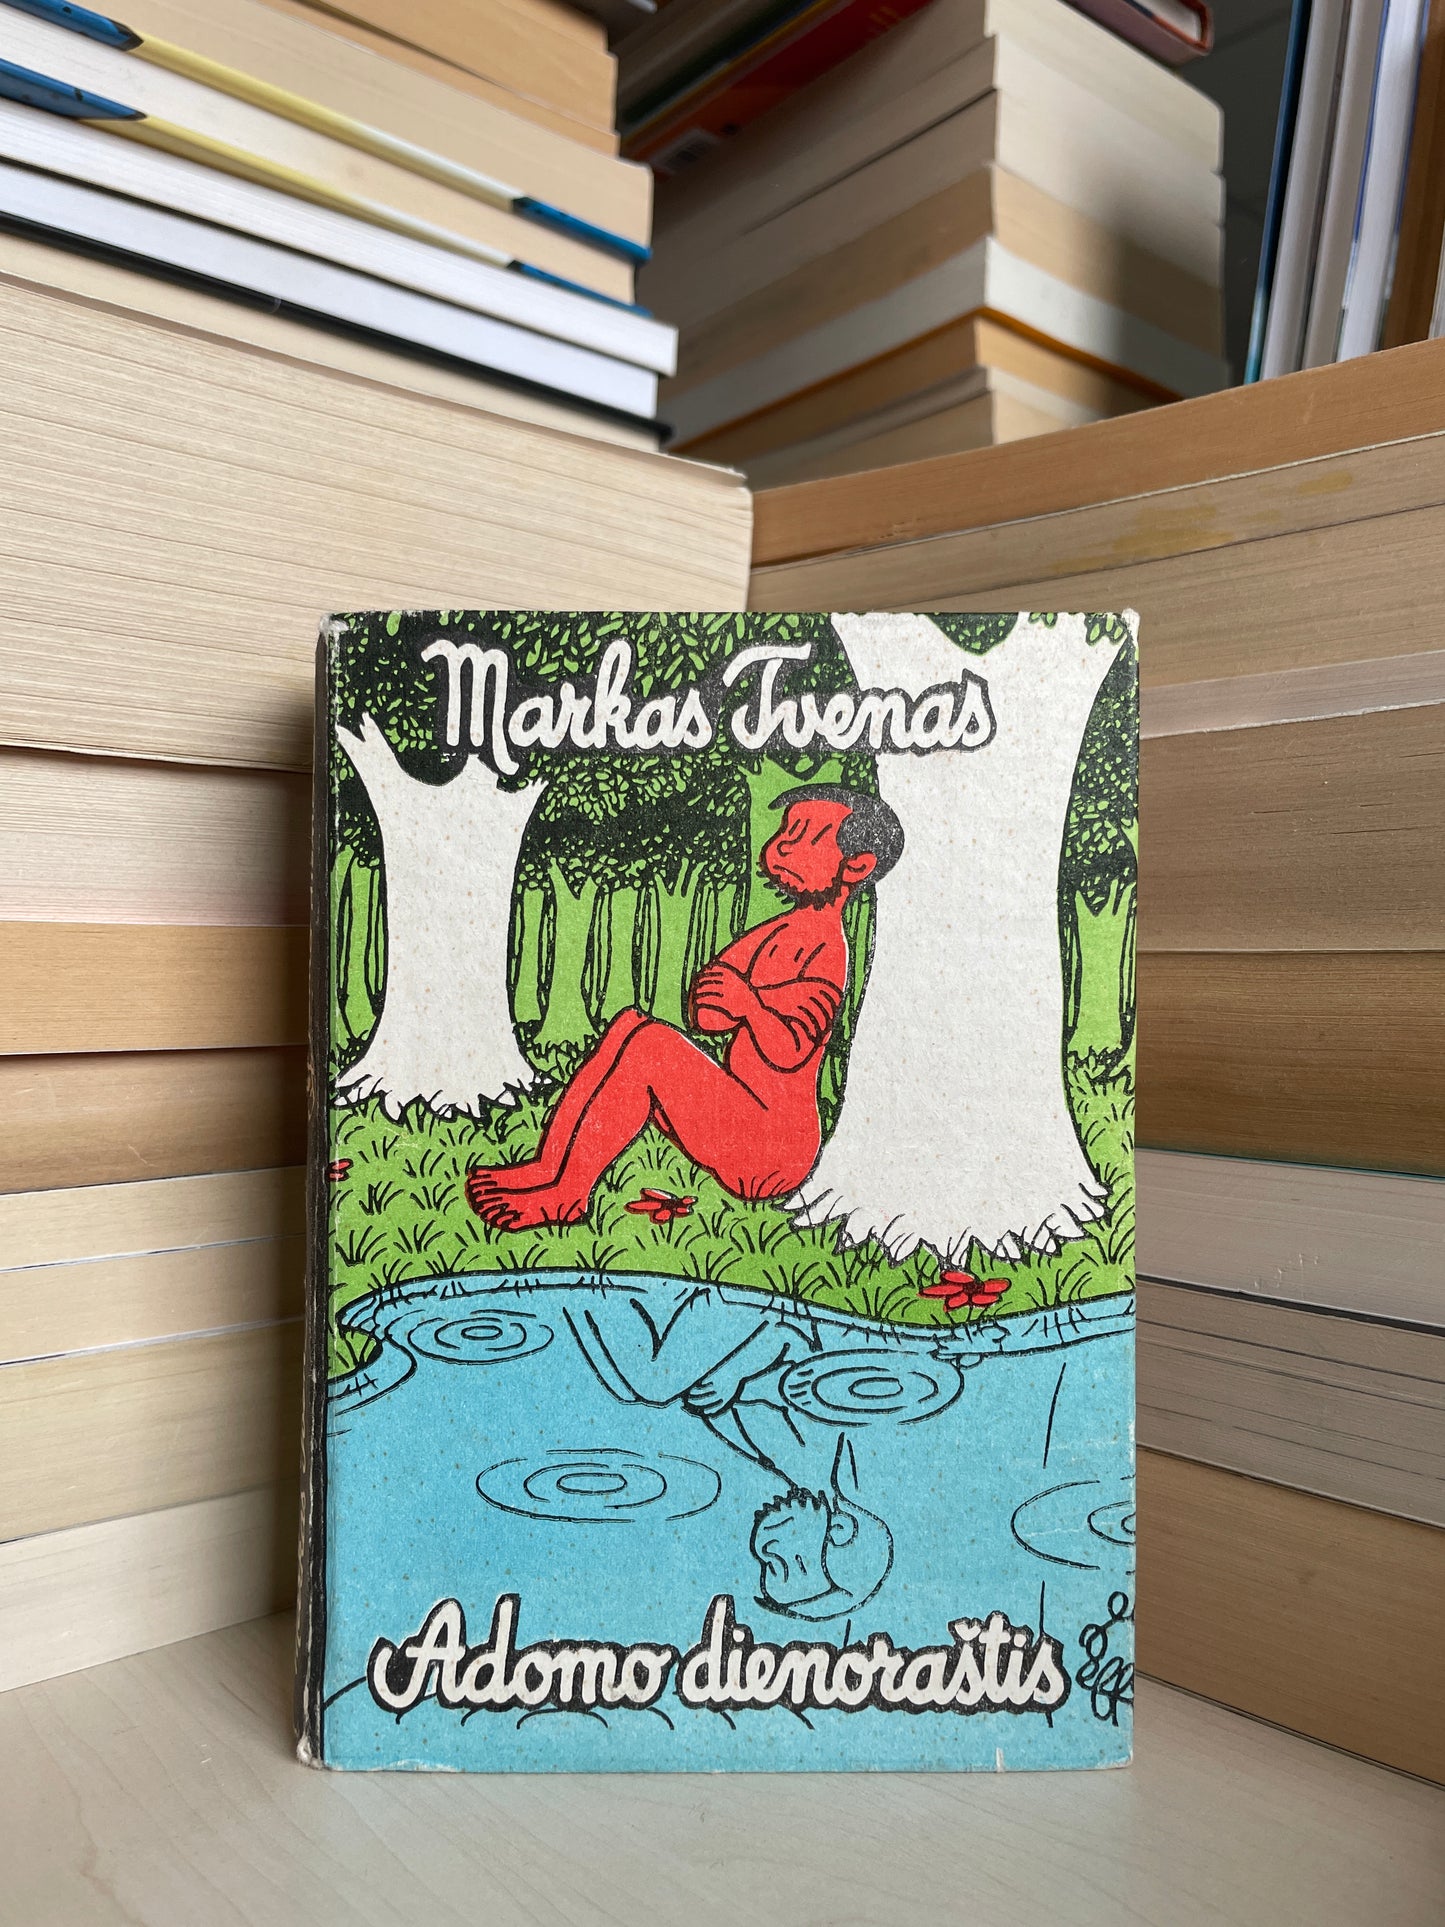 Markas Tvenas
Adomo dienoraštis